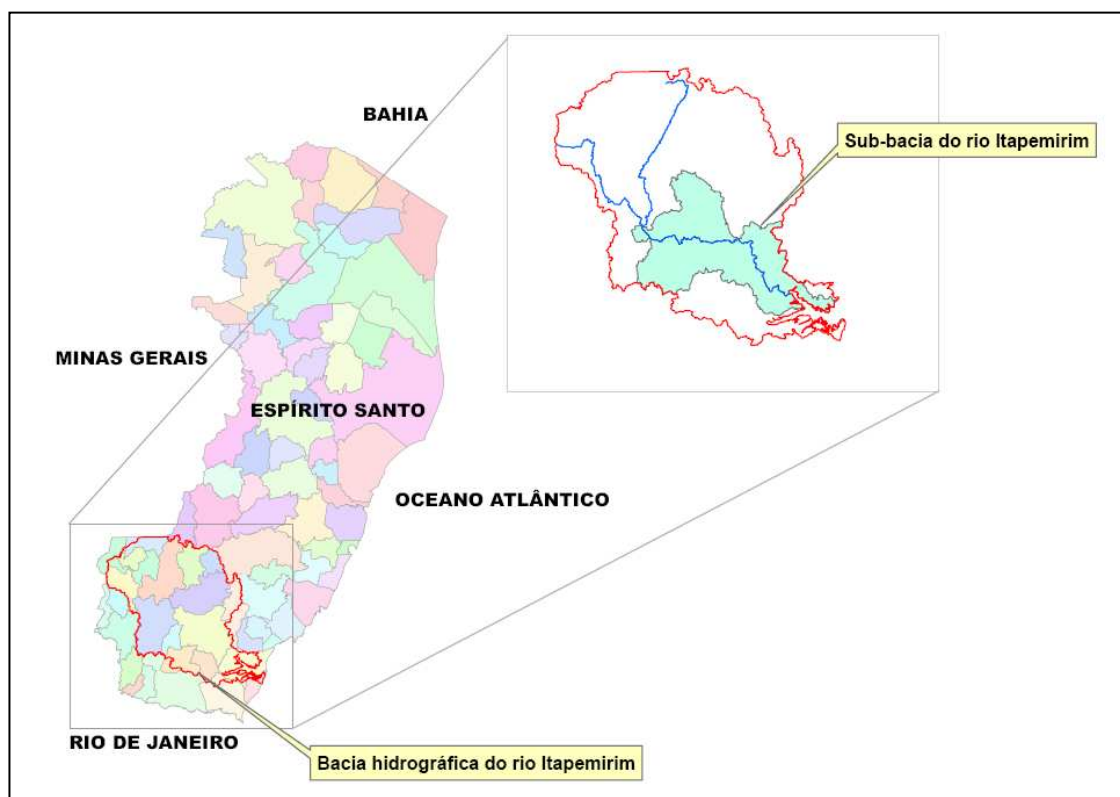 BAHIA
Sub-bacia do rio Itapemirim
MINAS GERAIS
ESPÍRITO SANTO
OCEANO ATLÂNTICO
RIO DE JANEIRO
Bacia hidrográfica do rio Itapemirim